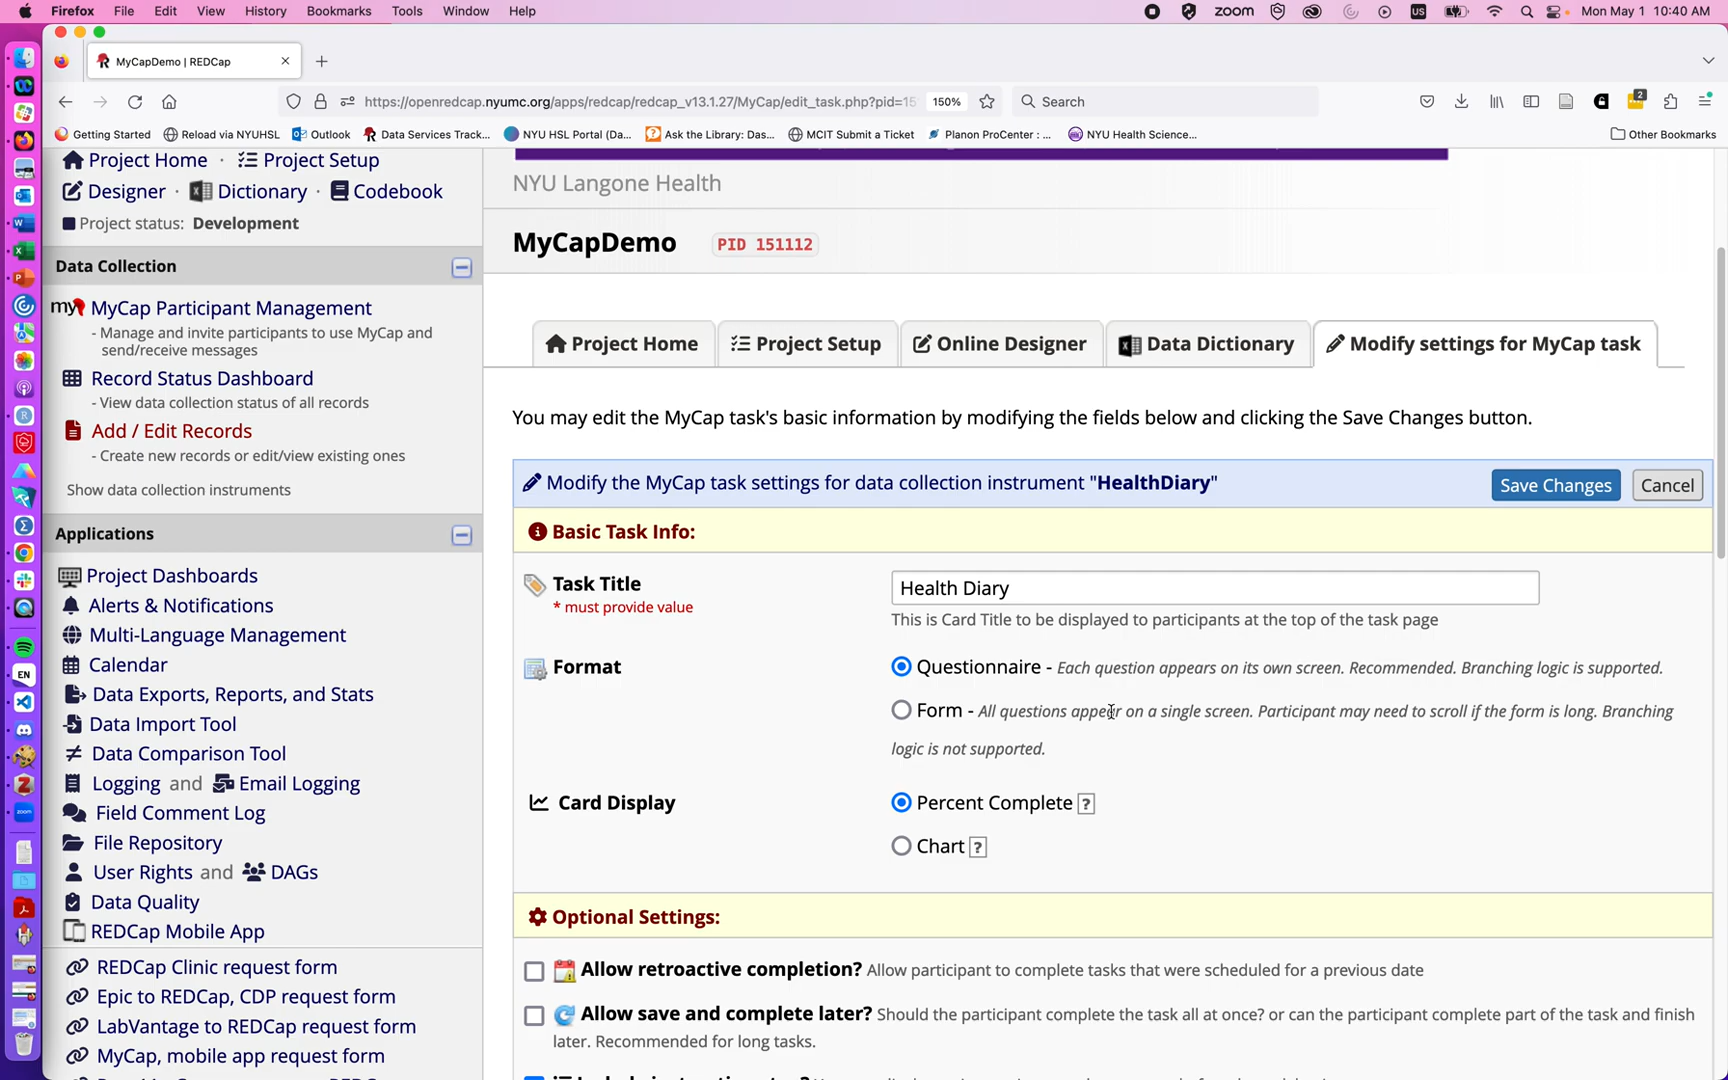 Firefox File Edit View History Bookmarks Tools Window Help zoom US Mon May 1 10:40 AM
MyCapDemo | REDCap
https://openredcap.nyumc.org/apps/redcap/redcap_v13.1.27/MyCap/edit_task.php?pid=15 150% Search 2
Getting Started Reload via NYUHSL Outlook Data Services Track... NYU HSL Portal (Da... Ask the Library: Das... MCIT Submit a Ticket Planon ProCenter : ... NYU Health Science... Other Bookmarks
Project Home · Project Setup
Designer · Dictionary · Codebook
Project status: Development
Data Collection
my MyCap Participant Management
- Manage and invite participants to use MyCap and
send/receive messages
Record Status Dashboard
- View data collection status of all records
Add / Edit Records
- Create new records or edit/view existing ones
Show data collection instruments
Applications
Project Dashboards
Alerts & Notifications
Multi-Language Management
Calendar
Data Exports, Reports, and Stats
Data Import Tool
Data Comparison Tool
Logging and Email Logging
Field Comment Log
File Repository
User Rights and DAGs
Data Quality
REDCap Mobile App
REDCap Clinic request form
Epic to REDCap, CDP request form
LabVantage to REDCap request form
MyCap, mobile app request form
NYU Langone Health
MyCapDemo PID 151112
Project Home Project Setup Online Designer Data Dictionary Modify settings for MyCap task
You may edit the MyCap task's basic information by modifying the fields below and clicking the Save Changes button.
Modify the MyCap task settings for data collection instrument "HealthDiary" Save Changes Cancel
Basic Task Info:
Task Title Health Diary
* must provide value
This is Card Title to be displayed to participants at the top of the task page
Format Questionnaire - Each question appears on its own screen. Recommended. Branching logic is supported.
Form - All questions appear on a single screen. Participant may need to scroll if the form is long. Branching
logic is not supported.
Card Display Percent Complete ?
Chart ?
Optional Settings:
Allow retroactive completion? Allow participant to complete tasks that were scheduled for a previous date
Allow save and complete later? Should the participant complete the task all at once? or can the participant complete part of the task and finish
later. Recommended for long tasks.
EN
zoom